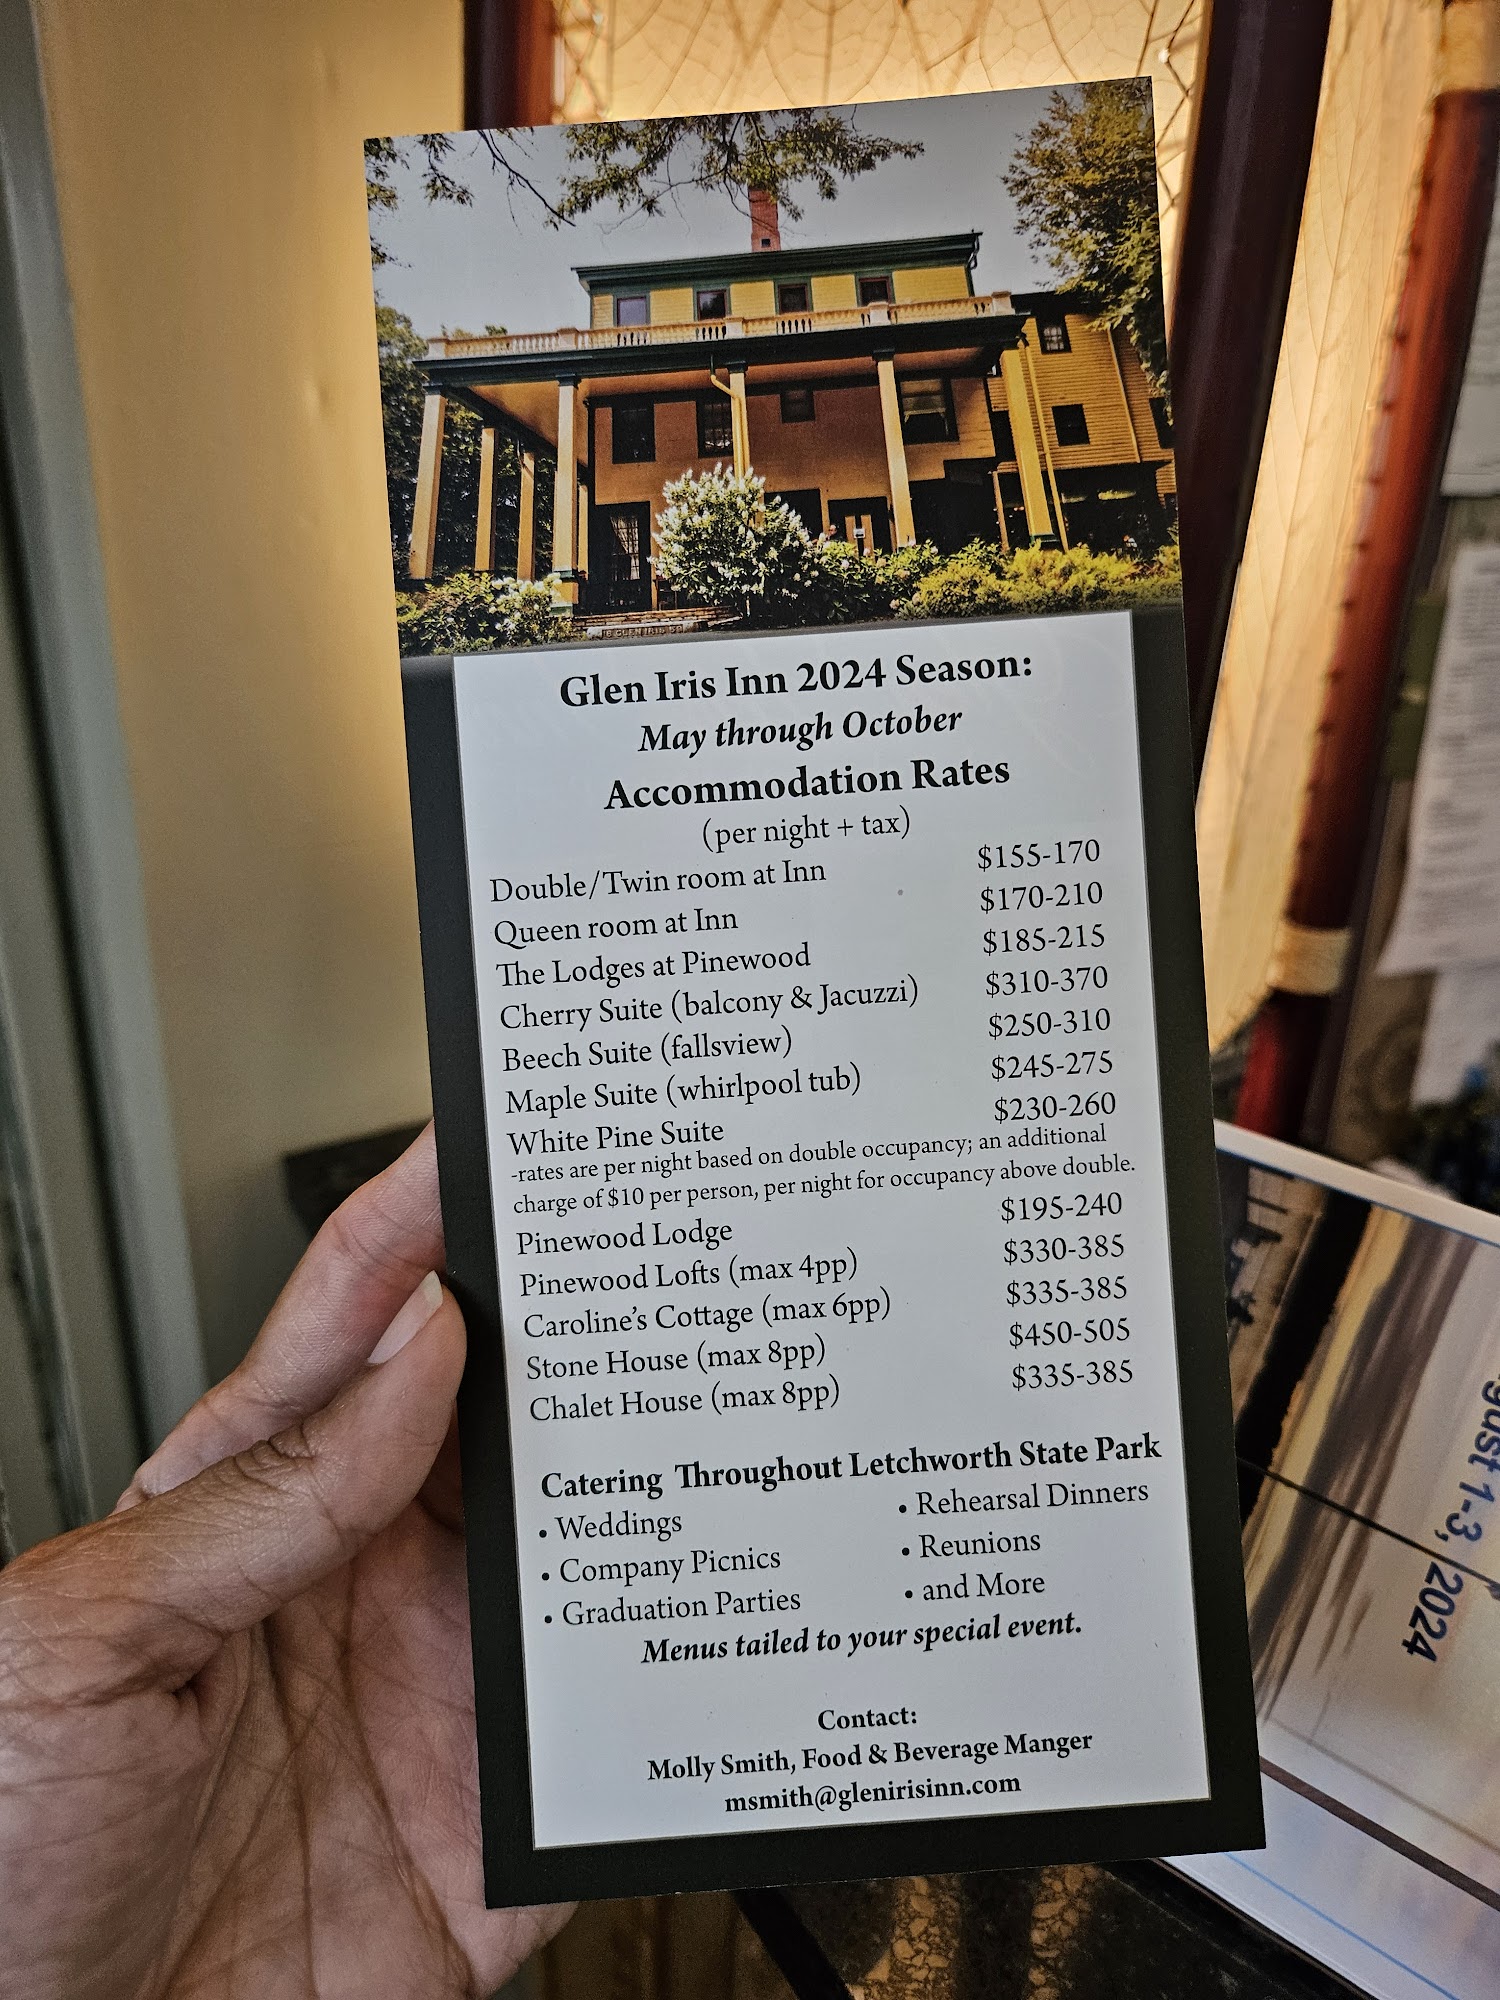 Glen Iris Inn 2024 Season:
May through October
Accommodation Rates
(per night + tax)
Double/Twin room at Inn $155-170
Queen room at Inn $170-210
The Lodges at Pinewood $185-215
Cherry Suite (balcony & Jacuzzi) $310-370
Beech Suite (fallsview) $250-310
Maple Suite (whirlpool tub) $245-275
White Pine Suite $230-260
-rates are per night based on double occupancy; an additional
charge of $10 per person, per night for occupancy above double.
Pinewood Lodge $195-240
Pinewood Lofts (max 4pp) $330-385
Caroline's Cottage (max 6pp) $335-385
Stone House (max 8pp) $450-505
Chalet House (max 8pp) $335-385
Catering Throughout Letchworth State Park
• Weddings • Rehearsal Dinners
• Company Picnics • Reunions
• Graduation Parties • and More
Menus tailed to your special event.
Contact:
Molly Smith, Food & Beverage Manger
msmith@glenirisinn.com
1-3, 2024